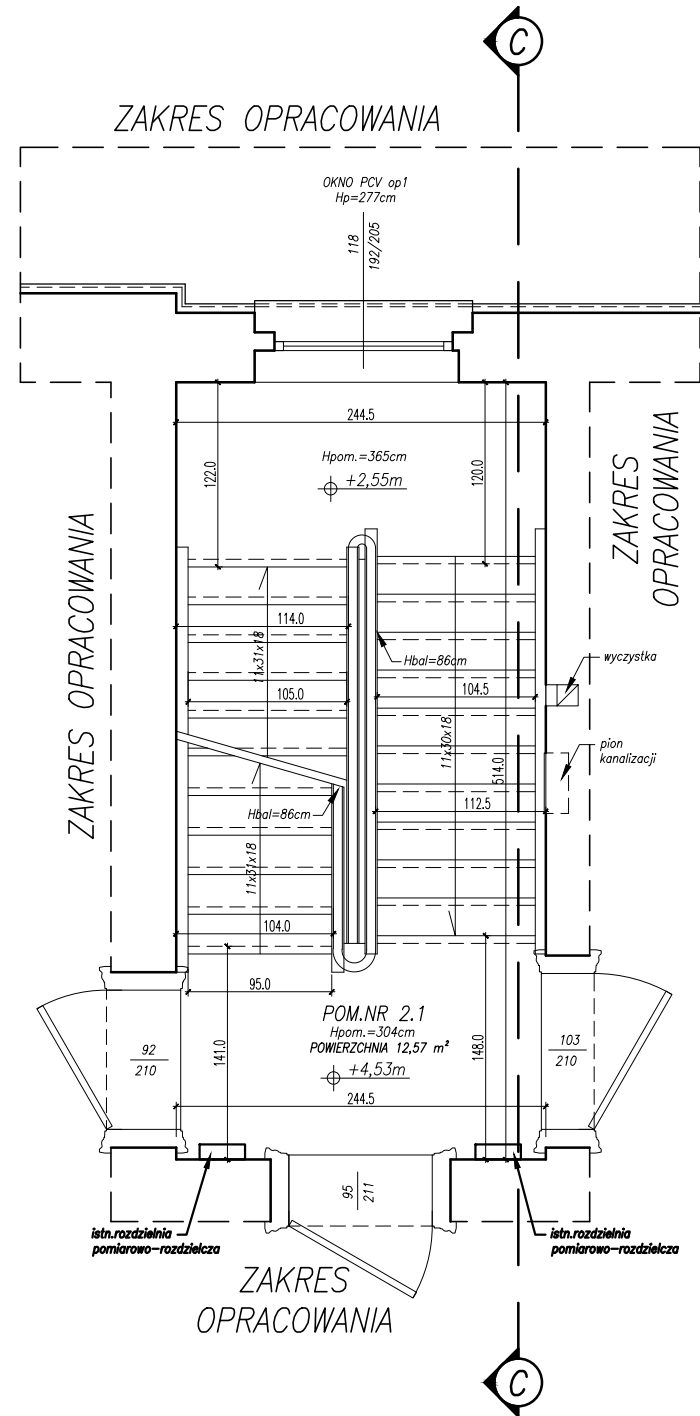 C
ZAKRES OPRACOWANIA
OKNO PCV op1
Hp=277cm
118
192/205
244.5
122.0
Hpom.=365cm
+2,55m
120.0
ZAKRES
OPRACOWANIA
ZAKRES OPRACOWANIA
114.0
11x31x18
105.0
Hbal=86cm
104.5
11x30x18
wyczystka
514.0
pion
kanalizacji
112.5
Hbal=86cm
11x31x18
104.0
95.0
141.0
148.0
POM.NR 2.1
Hpom.=304cm
POWIERZCHNIA 12,57 m²
+4,53m
244.5
92
210
103
210
95
211
istn.rozdzielnia
pomiarowo-rozdzielcza
istn.rozdzielnia
pomiarowo-rozdzielcza
ZAKRES
OPRACOWANIA
C